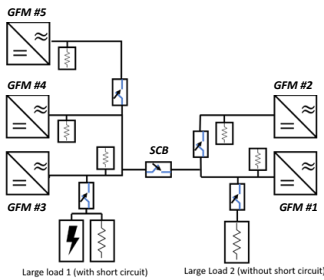 GFM #5
GFM #4
GFM #2
SCB
GFM #3
GFM #1
Large load 1 (with short circuit)
Large Load 2 (without short circuit)